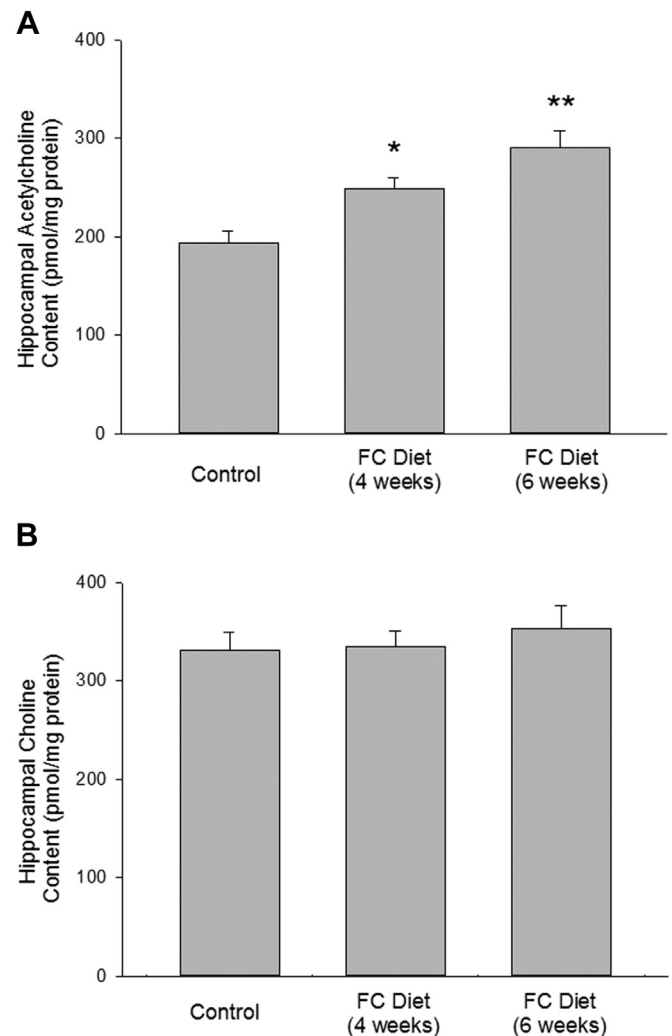 A
Hippocampal Acetylcholine
Content (pmol/mg protein)
400
300
200
100
0
*
**
Control
FC Diet
(4 weeks)
FC Diet
(6 weeks)
B
Hippocampal Choline
Content (pmol/mg protein)
400
300
200
100
0
Control
FC Diet
(4 weeks)
FC Diet
(6 weeks)